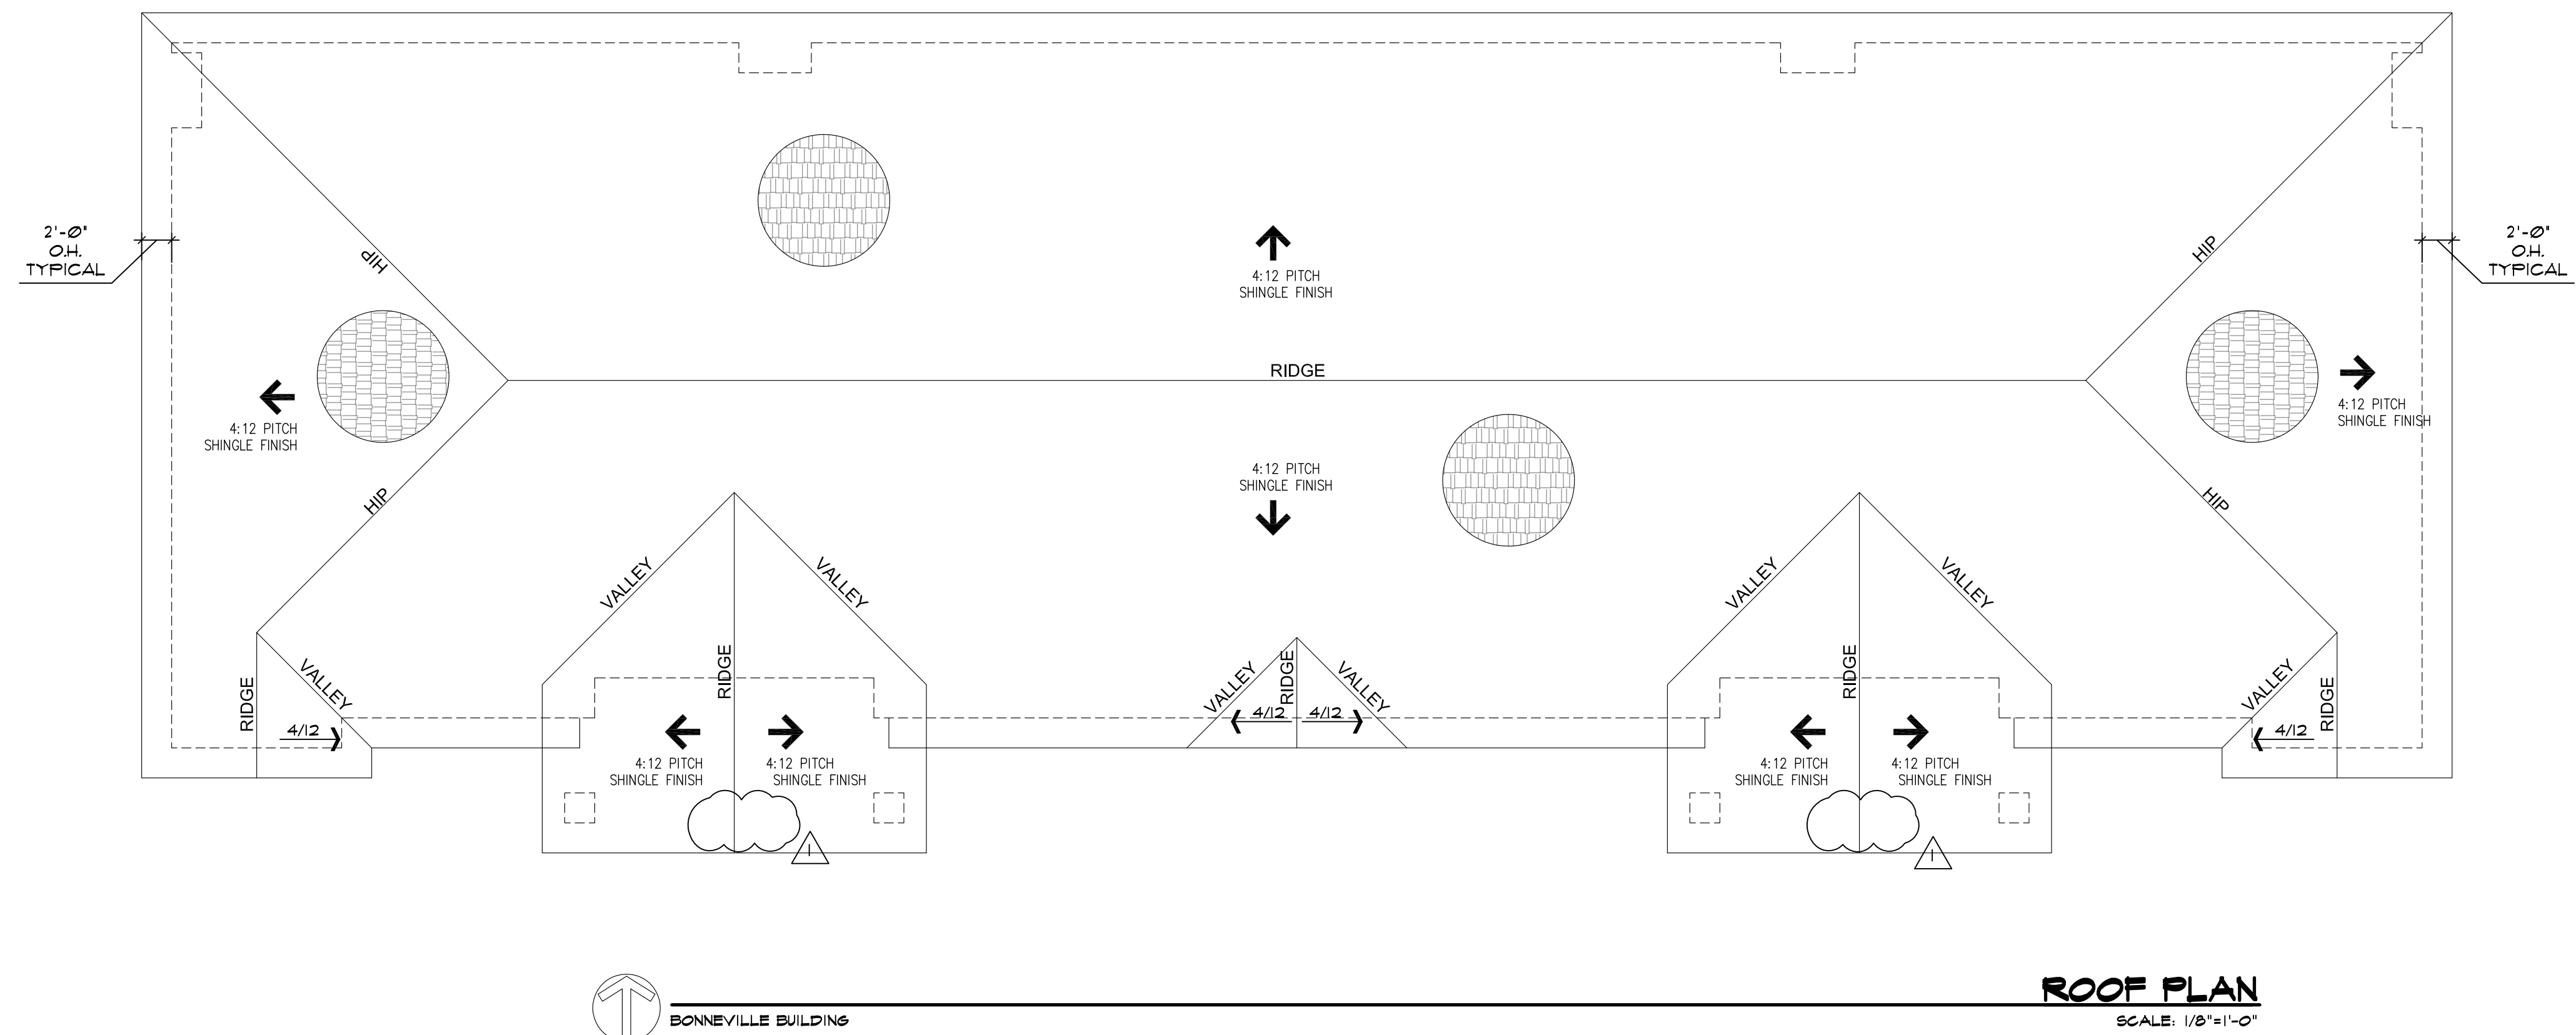 HIP
HIP
2'-0"
O.H.
TYPICAL
2'-0"
O.H.
TYPICAL
4:12 PITCH
SHINGLE FINISH
RIDGE
4:12 PITCH
SHINGLE FINISH
4:12 PITCH
SHINGLE FINISH
4:12 PITCH
SHINGLE FINISH
HIP
HIP
VALLEY
VALLEY
VALLEY
VALLEY
RIDGE
VALLEY
RIDGE
VALLEY
RIDGE
VALLEY
RIDGE
VALLEY
RIDGE
4/12
4/12
4/12
4/12
4:12 PITCH
SHINGLE FINISH
4:12 PITCH
SHINGLE FINISH
4:12 PITCH
SHINGLE FINISH
4:12 PITCH
SHINGLE FINISH
1
1
ROOF PLAN
BONNEVILLE BUILDING
SCALE: 1/8"=1'-0"